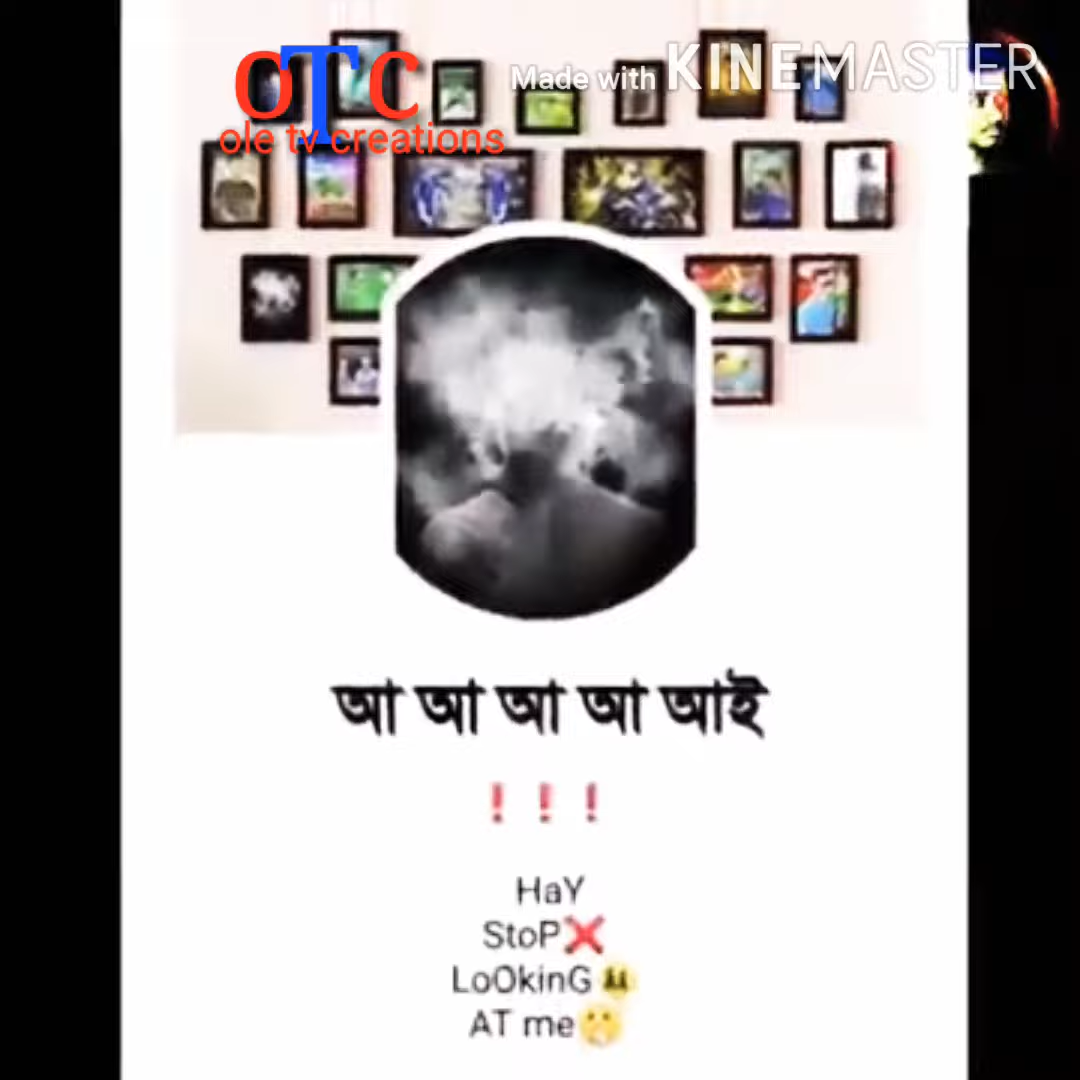 OTC
ole tv creations
Made with KINEMASTER
আ আ আ আ আই
❗❗❗
HaY
StoP❌
LoOkinG🙈
AT me🤫